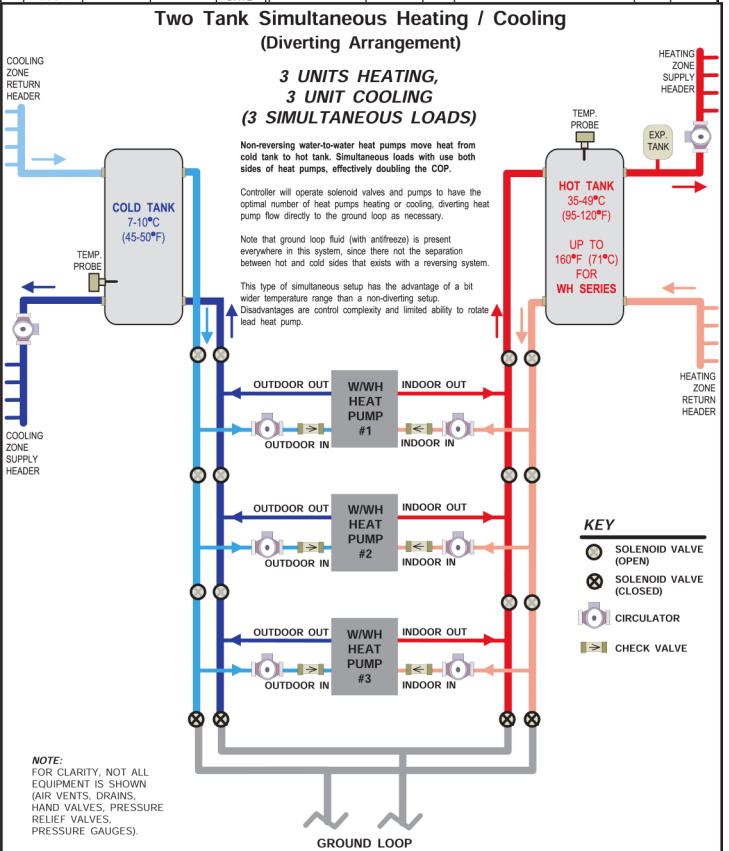 Two Tank Simultaneous Heating / Cooling
(Diverting Arrangement)
3 UNITS HEATING,
3 UNIT COOLING
(3 SIMULTANEOUS LOADS)
Non-reversing water-to-water heat pumps move heat from
cold tank to hot tank. Simultaneous loads with use both
sides of heat pumps, effectively doubling the COP.
Controller will operate solenoid valves and pumps to have the
optimal number of heat pumps heating or cooling, diverting heat
pump flow directly to the ground loop as necessary.
Note that ground loop fluid (with antifreeze) is present
everywhere in this system, since there not the separation
between hot and cold sides that exists with a reversing system.
This type of simultaneous setup has the advantage of a bit
wider temperature range than a non-diverting setup.
Disadvantages are control complexity and limited ability to rotate
lead heat pump.
COOLING
ZONE
RETURN
HEADER
COLD TANK
7-10°C
(45-50°F)
TEMP.
PROBE
COOLING
ZONE
SUPPLY
HEADER
HEATING
ZONE
SUPPLY
HEADER
TEMP.
PROBE
EXP.
TANK
HOT TANK
35-49°C
(95-120°F)
UP TO
160°F (71°C)
FOR
WH SERIES
HEATING
ZONE
RETURN
HEADER
OUTDOOR OUT
W/WH
HEAT
PUMP
#1
INDOOR OUT
OUTDOOR IN
INDOOR IN
OUTDOOR OUT
W/WH
HEAT
PUMP
#2
INDOOR OUT
OUTDOOR IN
INDOOR IN
OUTDOOR OUT
W/WH
HEAT
PUMP
#3
INDOOR OUT
OUTDOOR IN
INDOOR IN
KEY
SOLENOID VALVE
(OPEN)
SOLENOID VALVE
(CLOSED)
CIRCULATOR
CHECK VALVE
NOTE:
FOR CLARITY, NOT ALL
EQUIPMENT IS SHOWN
(AIR VENTS, DRAINS,
HAND VALVES, PRESSURE
RELIEF VALVES,
PRESSURE GAUGES).
GROUND LOOP